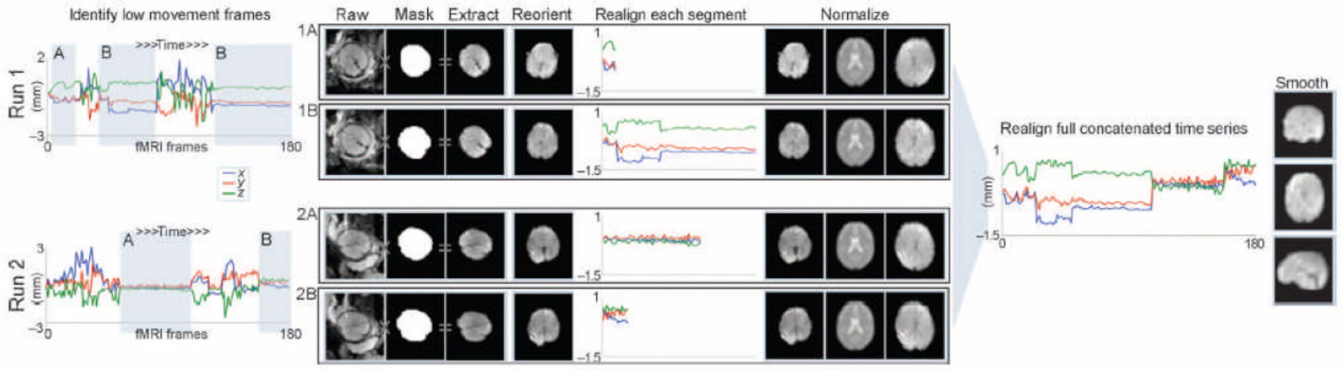 Identify low movement frames
Raw Mask Extract Reorient Realign each segment Normalize
>>>Time>>>
A B B
Run 1
(mm)
2
−3
0 fMRI frames 180
x
y
z
1A
1
−1.5
1B
1
−1.5
>>>Time>>>
A B
Run 2
(mm)
3
−3
0 fMRI frames 180
2A
1
−1.5
2B
1
−1.5
Realign full concatenated time series
1
(mm)
−1.5
0 180
Smooth